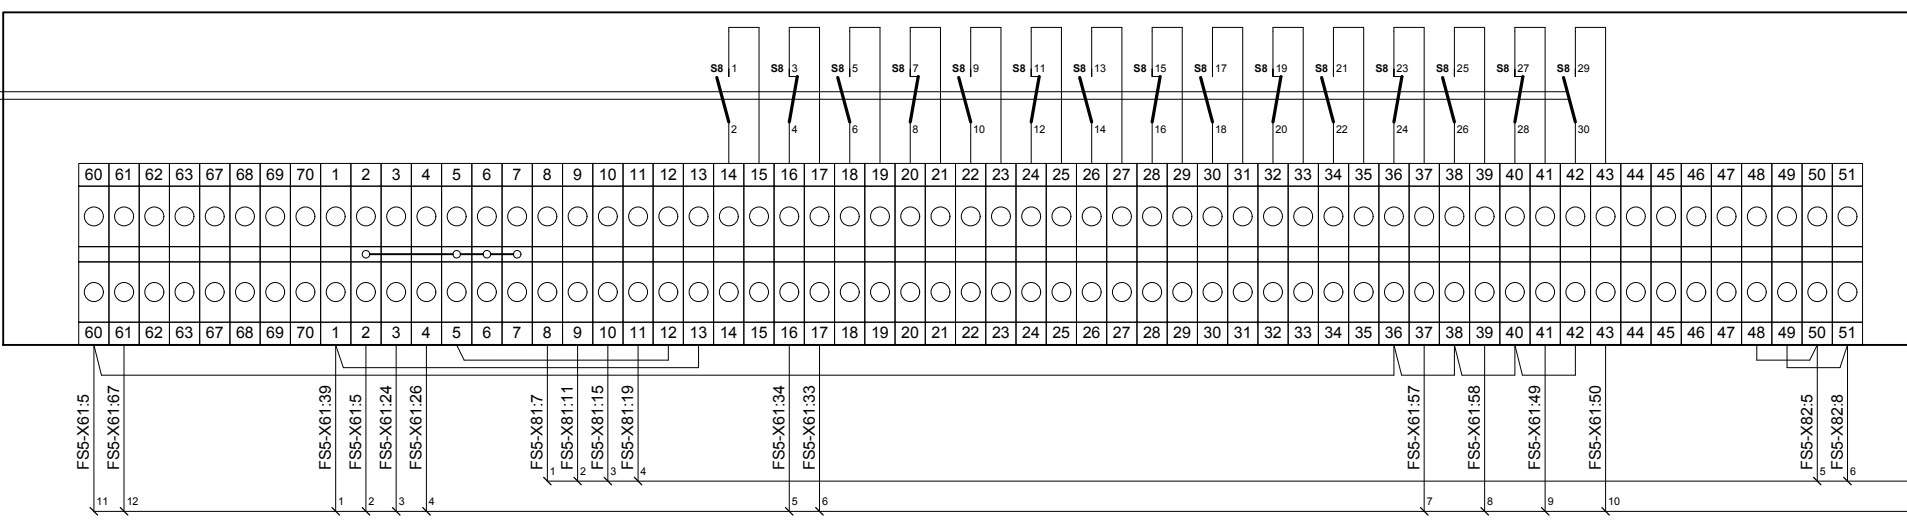 S8 1 S8 3 S8 5 S8 7 S8 9 S8 11 S8 13 S8 15 S8 17 S8 19 S8 21 S8 23 S8 25 S8 27 S8 29
2 4 6 8 10 12 14 16 18 20 22 24 26 28 30
60 61 62 63 67 68 69 70 1 2 3 4 5 6 7 8 9 10 11 12 13 14 15 16 17 18 19 20 21 22 23 24 25 26 27 28 29 30 31 32 33 34 35 36 37 38 39 40 41 42 43 44 45 46 47 48 49 50 51
60 61 62 63 67 68 69 70 1 2 3 4 5 6 7 8 9 10 11 12 13 14 15 16 17 18 19 20 21 22 23 24 25 26 27 28 29 30 31 32 33 34 35 36 37 38 39 40 41 42 43 44 45 46 47 48 49 50 51
FS5-X61:5
FS5-X61:67
FS5-X61:39
FS5-X61:5
FS5-X61:24
FS5-X61:26
FS5-X81:7
FS5-X81:11
FS5-X81:15
FS5-X81:19
FS5-X61:34
FS5-X61:33
FS5-X61:57
FS5-X61:58
FS5-X61:49
FS5-X61:50
FS5-X82:5
FS5-X82:8
1 2 3 4 5 6
11 12 1 2 3 4 5 6 7 8 9 10